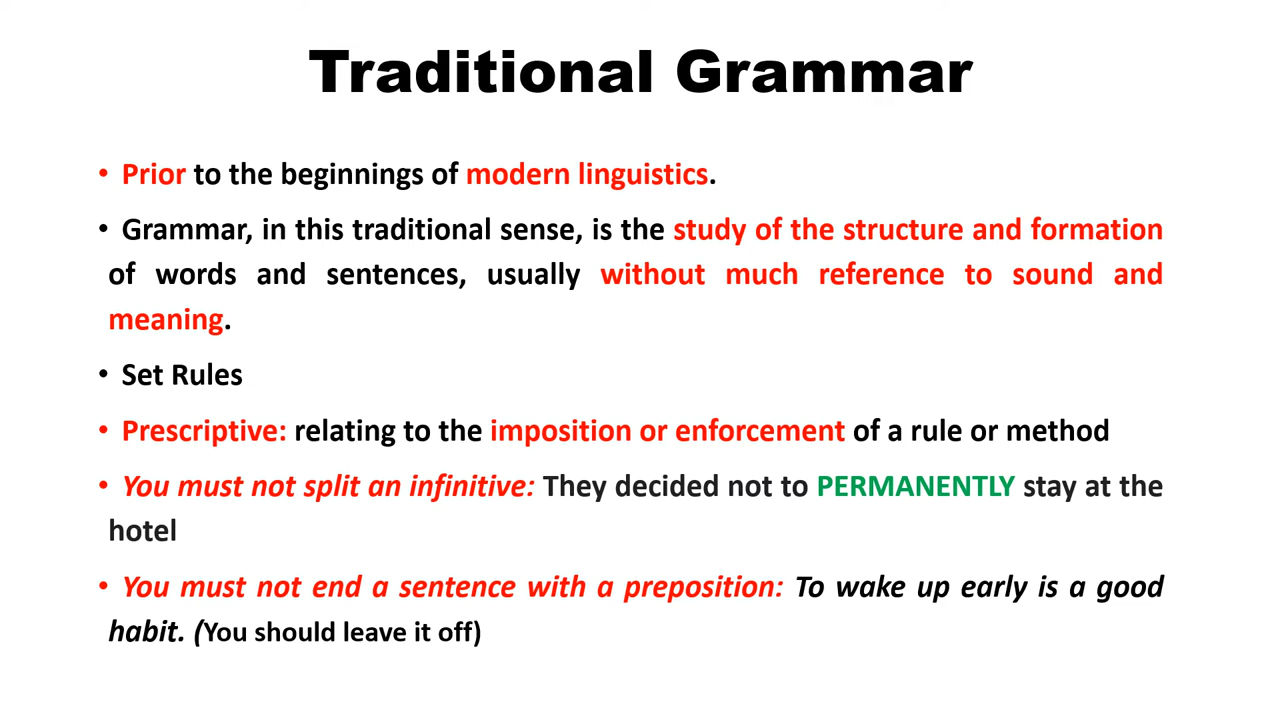 Traditional Grammar
• Prior to the beginnings of modern linguistics.
• Grammar, in this traditional sense, is the study of the structure and formation
of words and sentences, usually without much reference to sound and
meaning.
• Set Rules
• Prescriptive: relating to the imposition or enforcement of a rule or method
• You must not split an infinitive: They decided not to PERMANENTLY stay at the
hotel
• You must not end a sentence with a preposition: To wake up early is a good
habit. (You should leave it off)